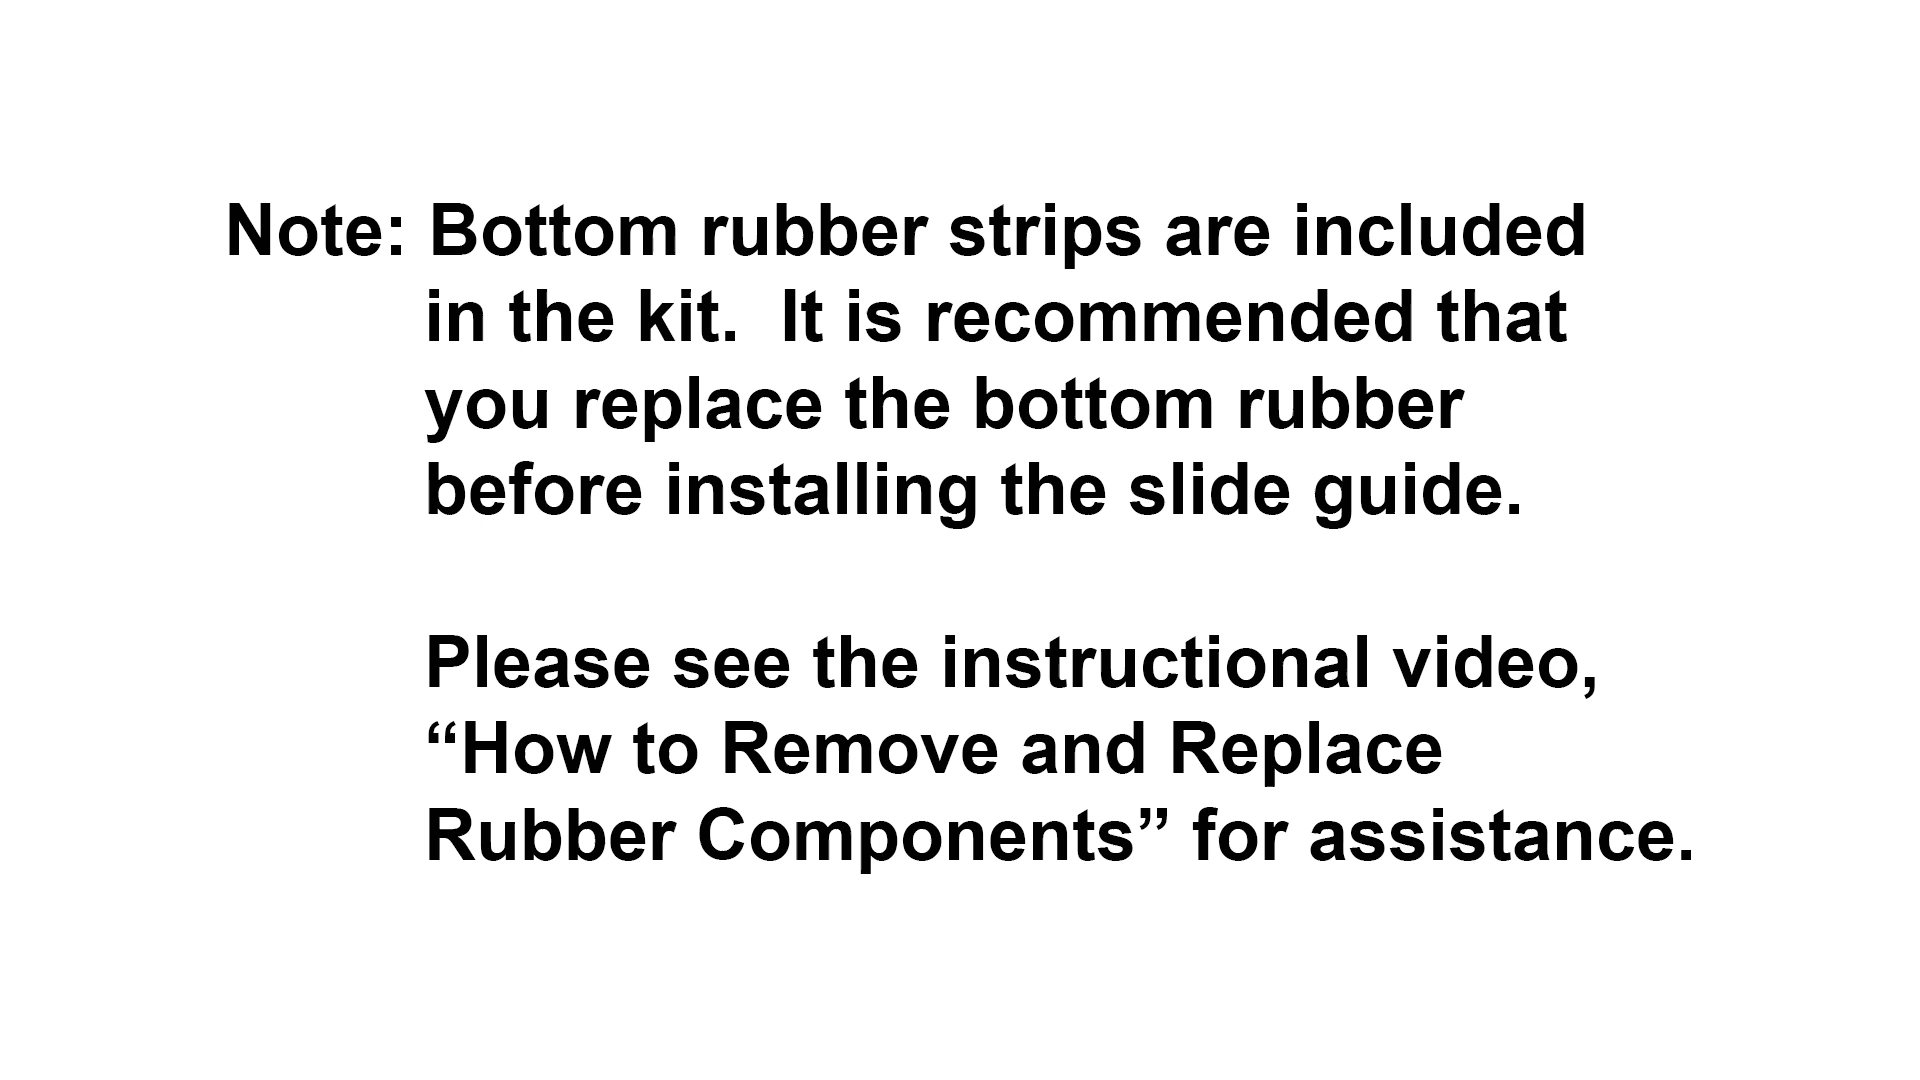 Note: Bottom rubber strips are included
in the kit.  It is recommended that
you replace the bottom rubber
before installing the slide guide.
Please see the instructional video,
“How to Remove and Replace
Rubber Components” for assistance.